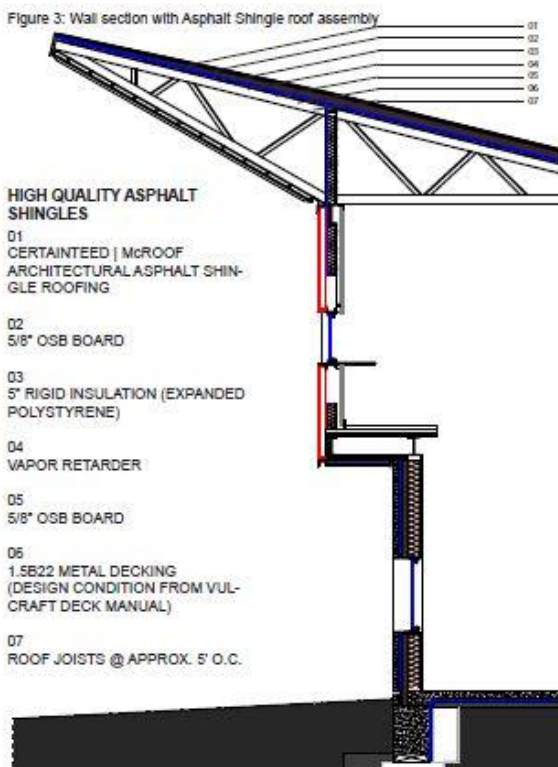 Figure 3: Wall section with Asphalt Shingle roof assembly
01
02
03
04
05
06
07
HIGH QUALITY ASPHALT
SHINGLES
01
CERTAINTEED | McROOF
ARCHITECTURAL ASPHALT SHIN-
GLE ROOFING
02
5/8" OSB BOARD
03
5" RIGID INSULATION (EXPANDED
POLYSTYRENE)
04
VAPOR RETARDER
05
5/8" OSB BOARD
06
1.5B22 METAL DECKING
(DESIGN CONDITION FROM VUL-
CRAFT DECK MANUAL)
07
ROOF JOISTS @ APPROX. 5' O.C.